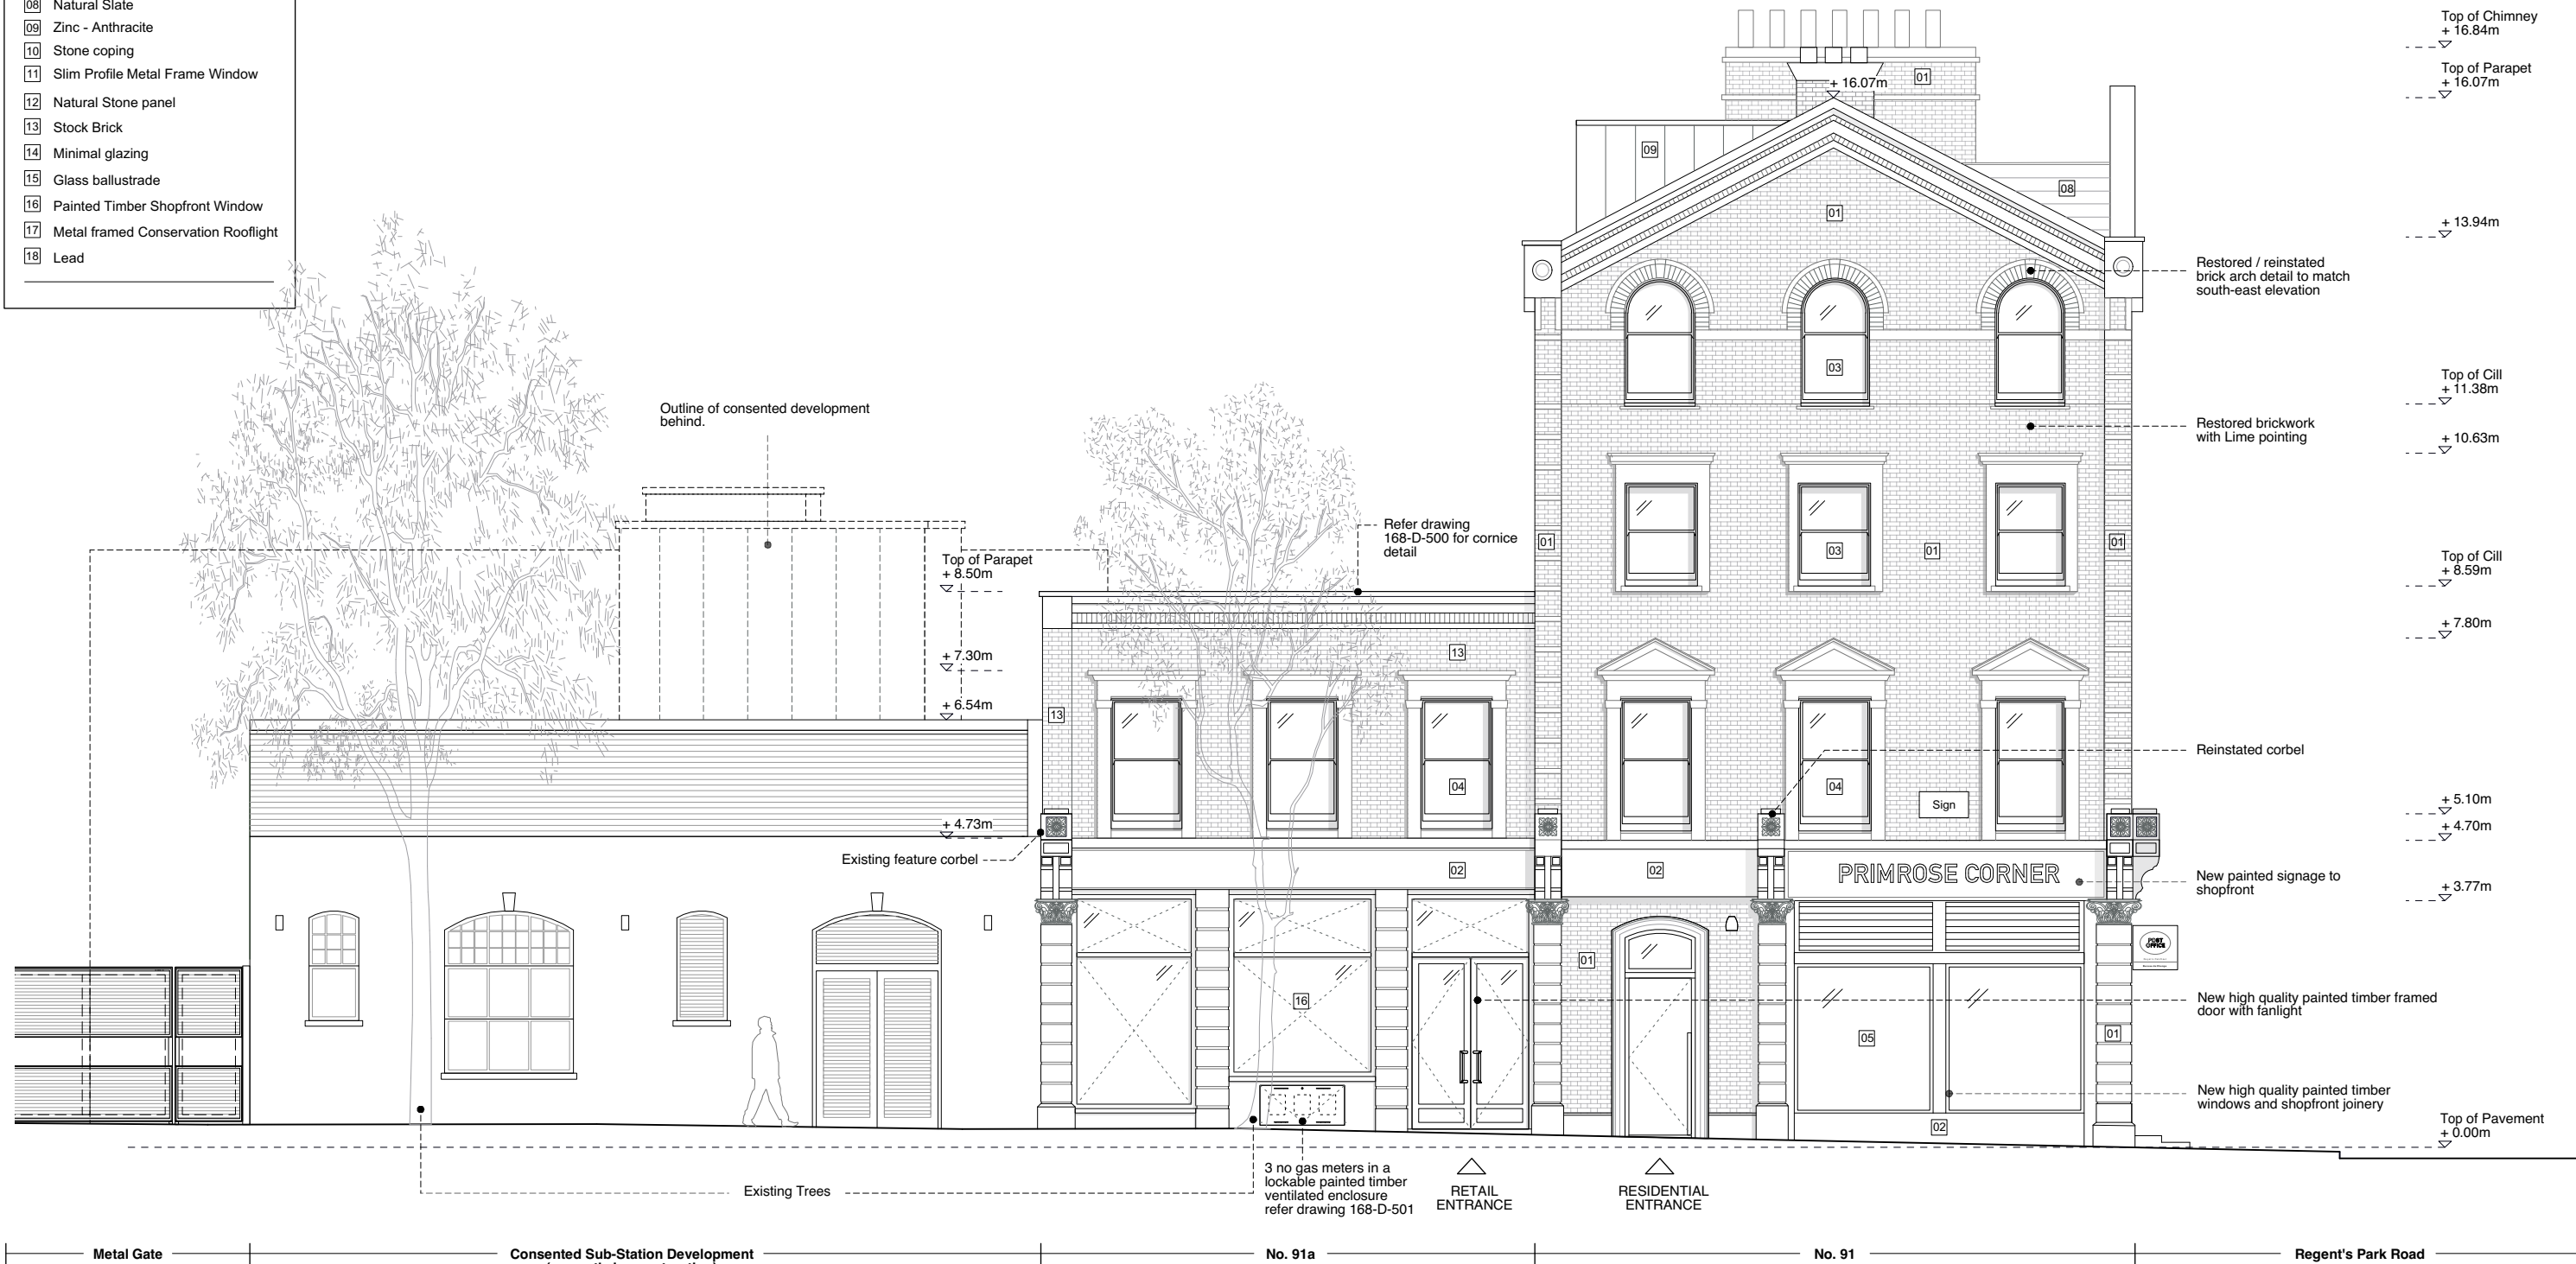 08 Natural Slate
09 Zinc - Anthracite
10 Stone coping
11 Slim Profile Metal Frame Window
12 Natural Stone panel
13 Stock Brick
14 Minimal glazing
15 Glass ballustrade
16 Painted Timber Shopfront Window
17 Metal framed Conservation Rooflight
18 Lead
Top of Chimney
+ 16.84m
Top of Parapet
+ 16.07m
+ 16.07m
01
09
08
01
+ 13.94m
Restored / reinstated
brick arch detail to match
south-east elevation
03
Top of Cill
+ 11.38m
Outline of consented development
behind.
Restored brickwork
with Lime pointing
+ 10.63m
Refer drawing
168-D-500 for cornice
detail
01
03
01
01
Top of Parapet
+ 8.50m
Top of Cill
+ 8.59m
+ 7.80m
+ 7.30m
13
+ 6.54m
13
Reinstated corbel
04
04
Sign
+ 5.10m
+ 4.73m
+ 4.70m
Existing feature corbel
02
02
PRIMROSE CORNER
New painted signage to
shopfront
+ 3.77m
POST
OFFICE
01
16
New high quality painted timber framed
door with fanlight
05
01
New high quality painted timber
windows and shopfront joinery
02
Top of Pavement
+ 0.00m
Existing Trees
3 no gas meters in a
lockable painted timber
ventilated enclosure
refer drawing 168-D-501
RETAIL
ENTRANCE
RESIDENTIAL
ENTRANCE
Metal Gate
Consented Sub-Station Development
No. 91a
No. 91
Regent's Park Road